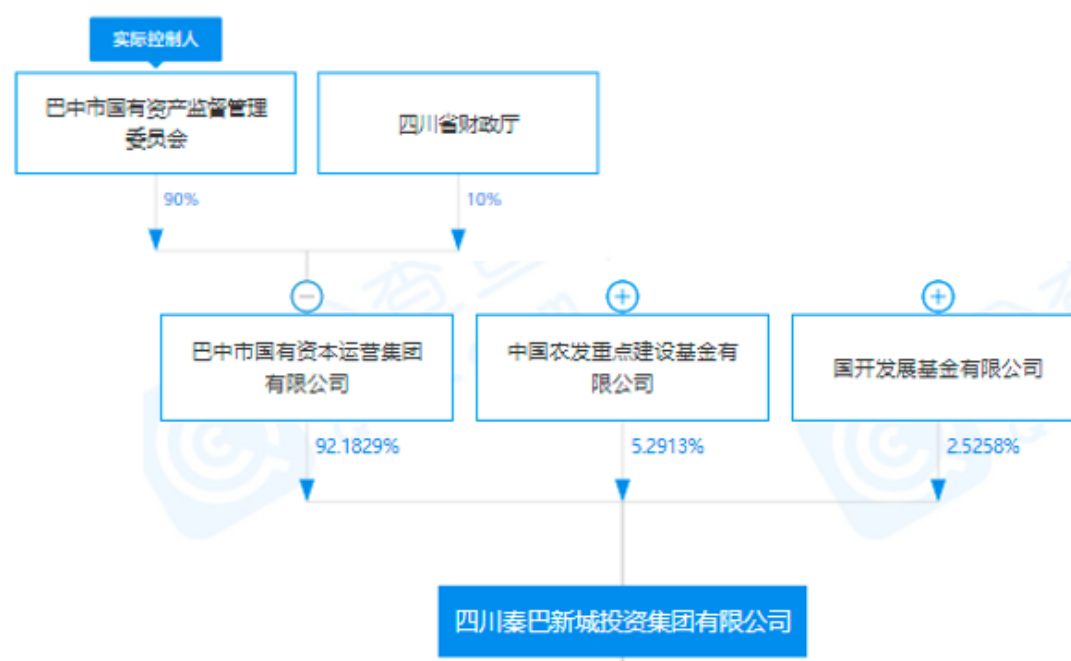 实际控制人
巴中市国有资产监督管理
委员会
四川省财政厅
90%
10%
巴中市国有资本运营集团
有限公司
中国农发重点建设基金有
限公司
国开发展基金有限公司
92.1829%
5.2913%
2.5258%
四川秦巴新城投资集团有限公司